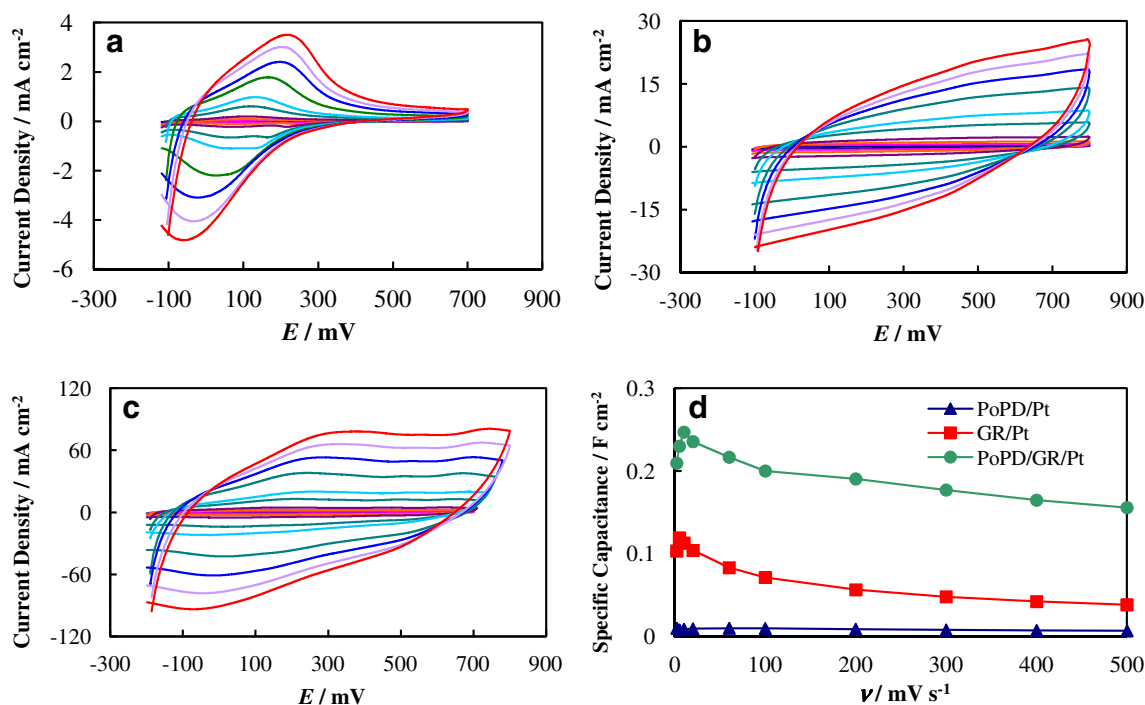 a
Current Density / mA cm⁻²
4
2
0
-2
-4
-6
-300 -100 100 300 500 700 900
E / mV
b
Current Density / mA cm⁻²
30
15
0
-15
-30
-300 -100 100 300 500 700 900
E / mV
c
Current Density / mA cm⁻²
120
60
0
-60
-120
-300 -100 100 300 500 700 900
E / mV
d
Specific Capacitance / F cm⁻²
0.3
0.2
0.1
0
0 100 200 300 400 500
ν / mV s⁻¹
PoPD/Pt
GR/Pt
PoPD/GR/Pt